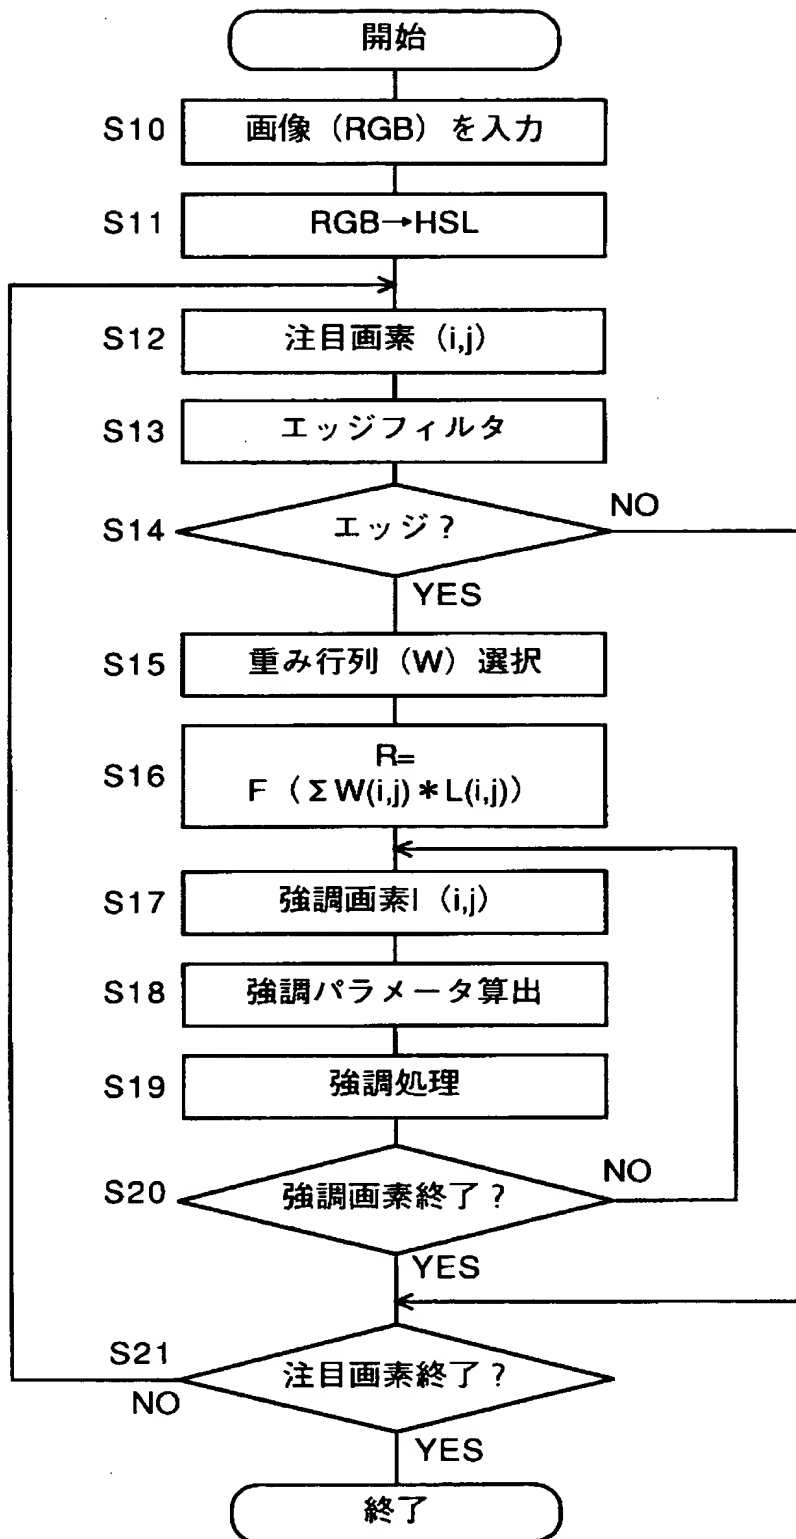 開始
S10
画像(RGB)を入力
S11
RGB→HSL
S12
注目画素(i,j)
S13
エッジフィルタ
S14
エッジ?
NO
YES
S15
重み行列(W)選択
S16
R=
F(ΣW(i,j)*L(i,j))
S17
強調画素I(i,j)
S18
強調パラメータ算出
S19
強調処理
S20
強調画素終了?
NO
YES
S21
注目画素終了?
NO
YES
終了